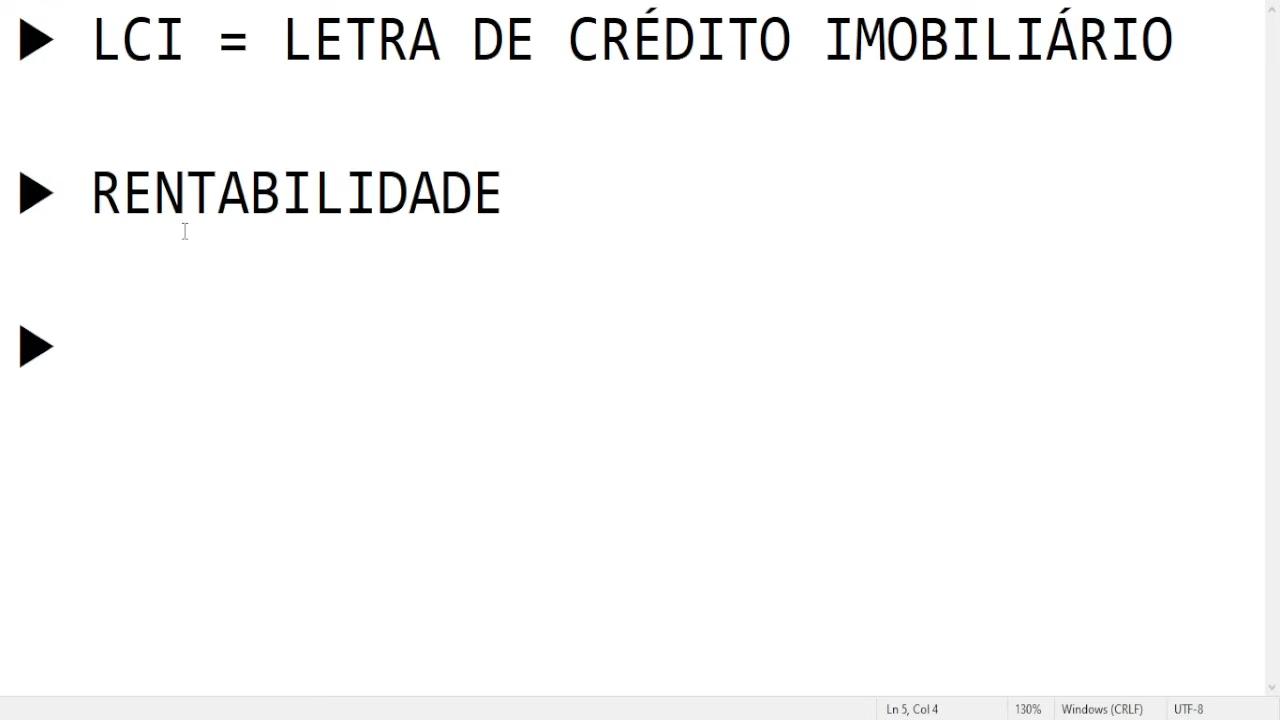 ▶ LCI = LETRA DE CRÉDITO IMOBILIÁRIO
▶ RENTABILIDADE
▶
Ln 5, Col 4 130% Windows (CRLF) UTF-8